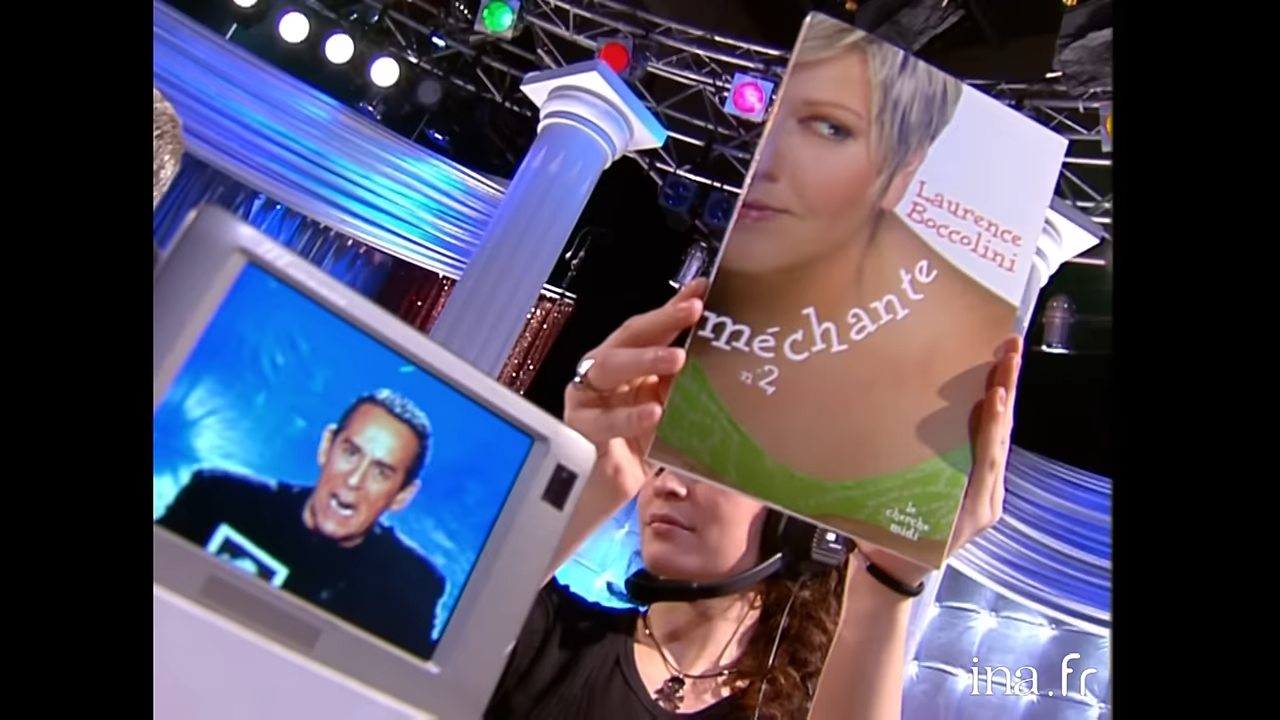 Laurence
Boccolini
méchante
n°2
le
cherche
midi
ina.fr